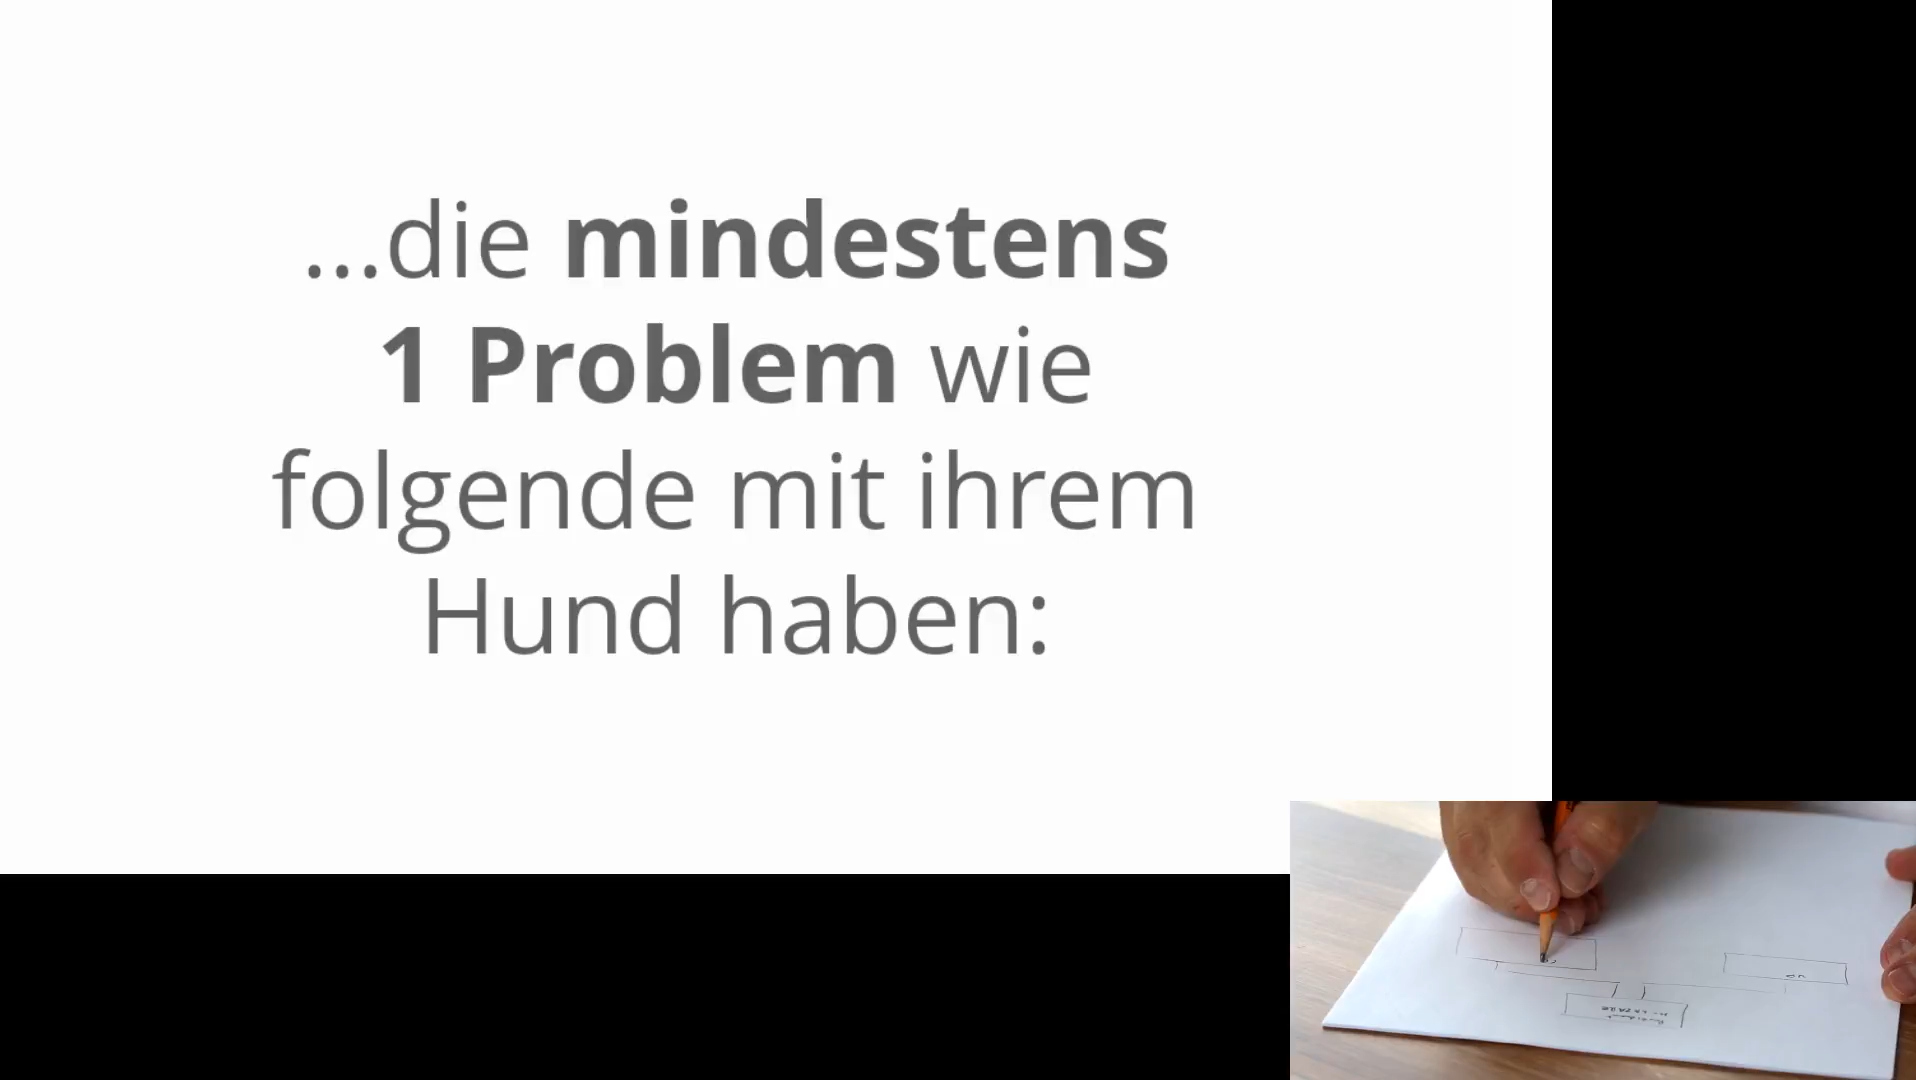 ...die mindestens
1 Problem wie
folgende mit ihrem
Hund haben: